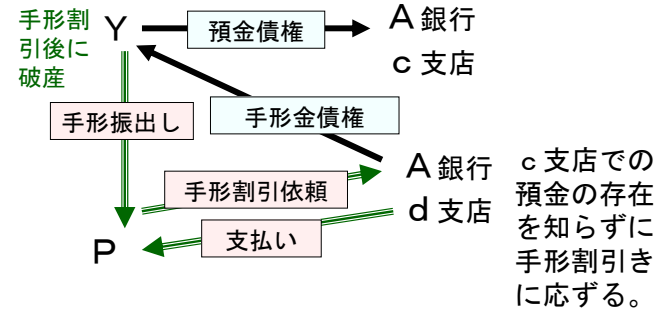 手形割
引後に
破産
Y
預金債権
A銀行
c支店
手形振出し
手形金債権
手形割引依頼
A銀行
d支店
支払い
P
c支店での
預金の存在
を知らずに
手形割引き
に応ずる。